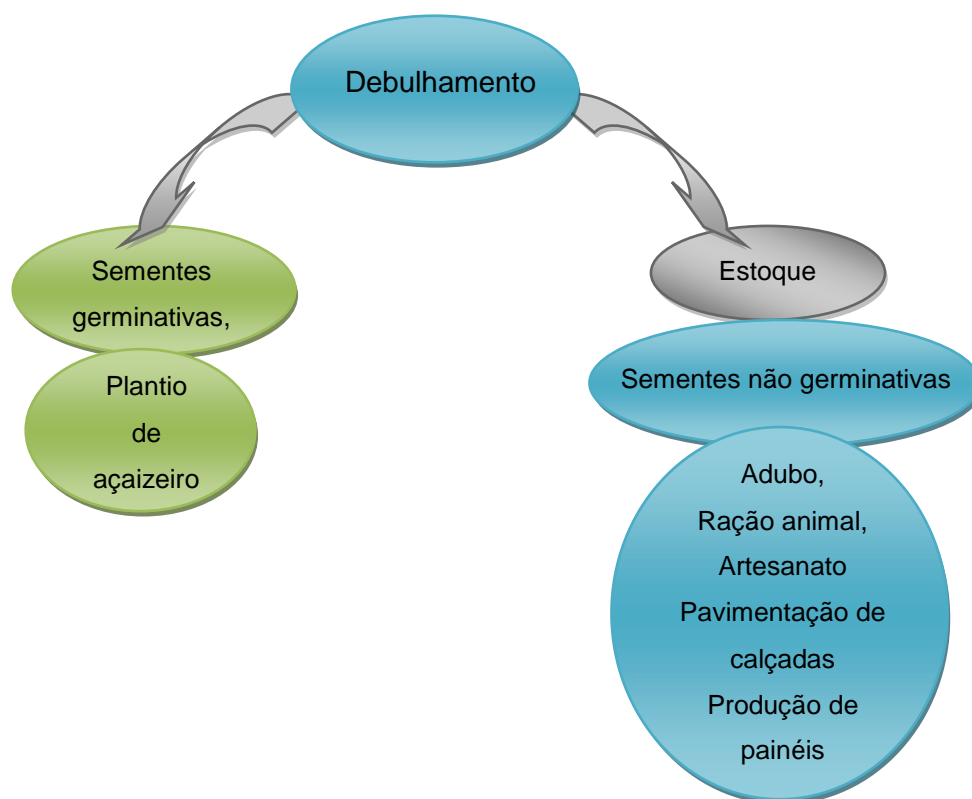 Debulhamento
Sementes
germinativas,
Plantio
de
açaizeiro
Estoque
Sementes não germinativas
Adubo,
Ração animal,
Artesanato
Pavimentação de
calçadas
Produção de
painéis